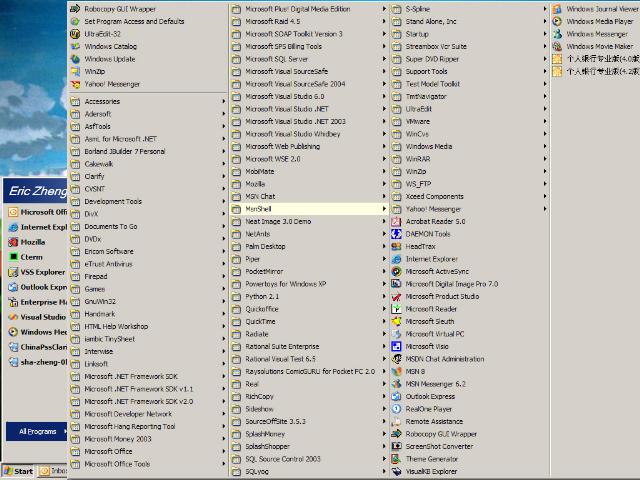 Robocopy GUI Wrapper
Set Program Access and Defaults
UltraEdit-32
Windows Catalog
Windows Update
WinZip
Yahoo! Messenger
Accessories
Adersoft
AsfTools
Asml for Microsoft .NET
Borland JBuilder 7 Personal
Cakewalk
Clarify
CVSNT
Development Tools
DivX
Documents To Go
DVDx
Ericom Software
eTrust Antivirus
Firepad
Games
GnuWin32
Handmark
HTML Help Workshop
iambic TinySheet
Interwise
Linksoft
Microsoft .NET Framework SDK
Microsoft .NET Framework SDK v1.1
Microsoft .NET Framework SDK v2.0
Microsoft Developer Network
Microsoft Hang Reporting Tool
Microsoft Money 2003
Microsoft Office
Microsoft Office Tools
Microsoft Plus! Digital Media Edition
Microsoft Raid 4.5
Microsoft SOAP Toolkit Version 3
Microsoft SPS Billing Tools
Microsoft SQL Server
Microsoft Visual SourceSafe
Microsoft Visual SourceSafe 2004
Microsoft Visual Studio 6.0
Microsoft Visual Studio .NET
Microsoft Visual Studio .NET 2003
Microsoft Visual Studio Whidbey
Microsoft Web Publishing
Microsoft WSE 2.0
MobiMate
Mozilla
MSN Chat
MsnShell
Neat Image 3.0 Demo
NetAnts
Palm Desktop
Piper
PocketMirror
Powertoys for Windows XP
Python 2.1
Quickoffice
QuickTime
Radiate
Rational Suite Enterprise
Rational Visual Test 6.5
Raysolutions ComicGURU for Pocket PC 2.0
Real
RichCopy
Sideshow
SourceOffSite 3.5.3
SplashMoney
SplashShopper
SQL Source Control 2003
SQLyog
S-Spline
Stand Alone, Inc
Startup
Streambox Vcr Suite
Super DVD Ripper
Support Tools
Test Model Toolkit
TmtNavigator
UltraEdit
VMware
WinCvs
Windows Media
WinRAR
WinZip
WS_FTP
Xceed Components
Yahoo! Messenger
Acrobat Reader 5.0
DAEMON Tools
HeadTrax
Internet Explorer
Microsoft ActiveSync
Microsoft Digital Image Pro 7.0
Microsoft Product Studio
Microsoft Reader
Microsoft Sleuth
Microsoft Virtual PC
Microsoft Visio
MSDN Chat Administration
MSN 8
MSN Messenger 6.2
Outlook Express
RealOne Player
Remote Assistance
Robocopy GUI Wrapper
ScreenShot Converter
Theme Generator
VisualKB Explorer
Windows Journal Viewer
Windows Media Player
Windows Messenger
Windows Movie Maker
个人银行专业版(4.0版
个人银行专业版(4.2版
Eric Zheng
Microsoft Offi
Internet Expl
Mozilla
Cterm
VSS Explorer
Outlook Expre
Enterprise Ma
Visual Studio
Windows Med
ChinaPssClar
sha-zheng-0
All Programs
Start
Inbo